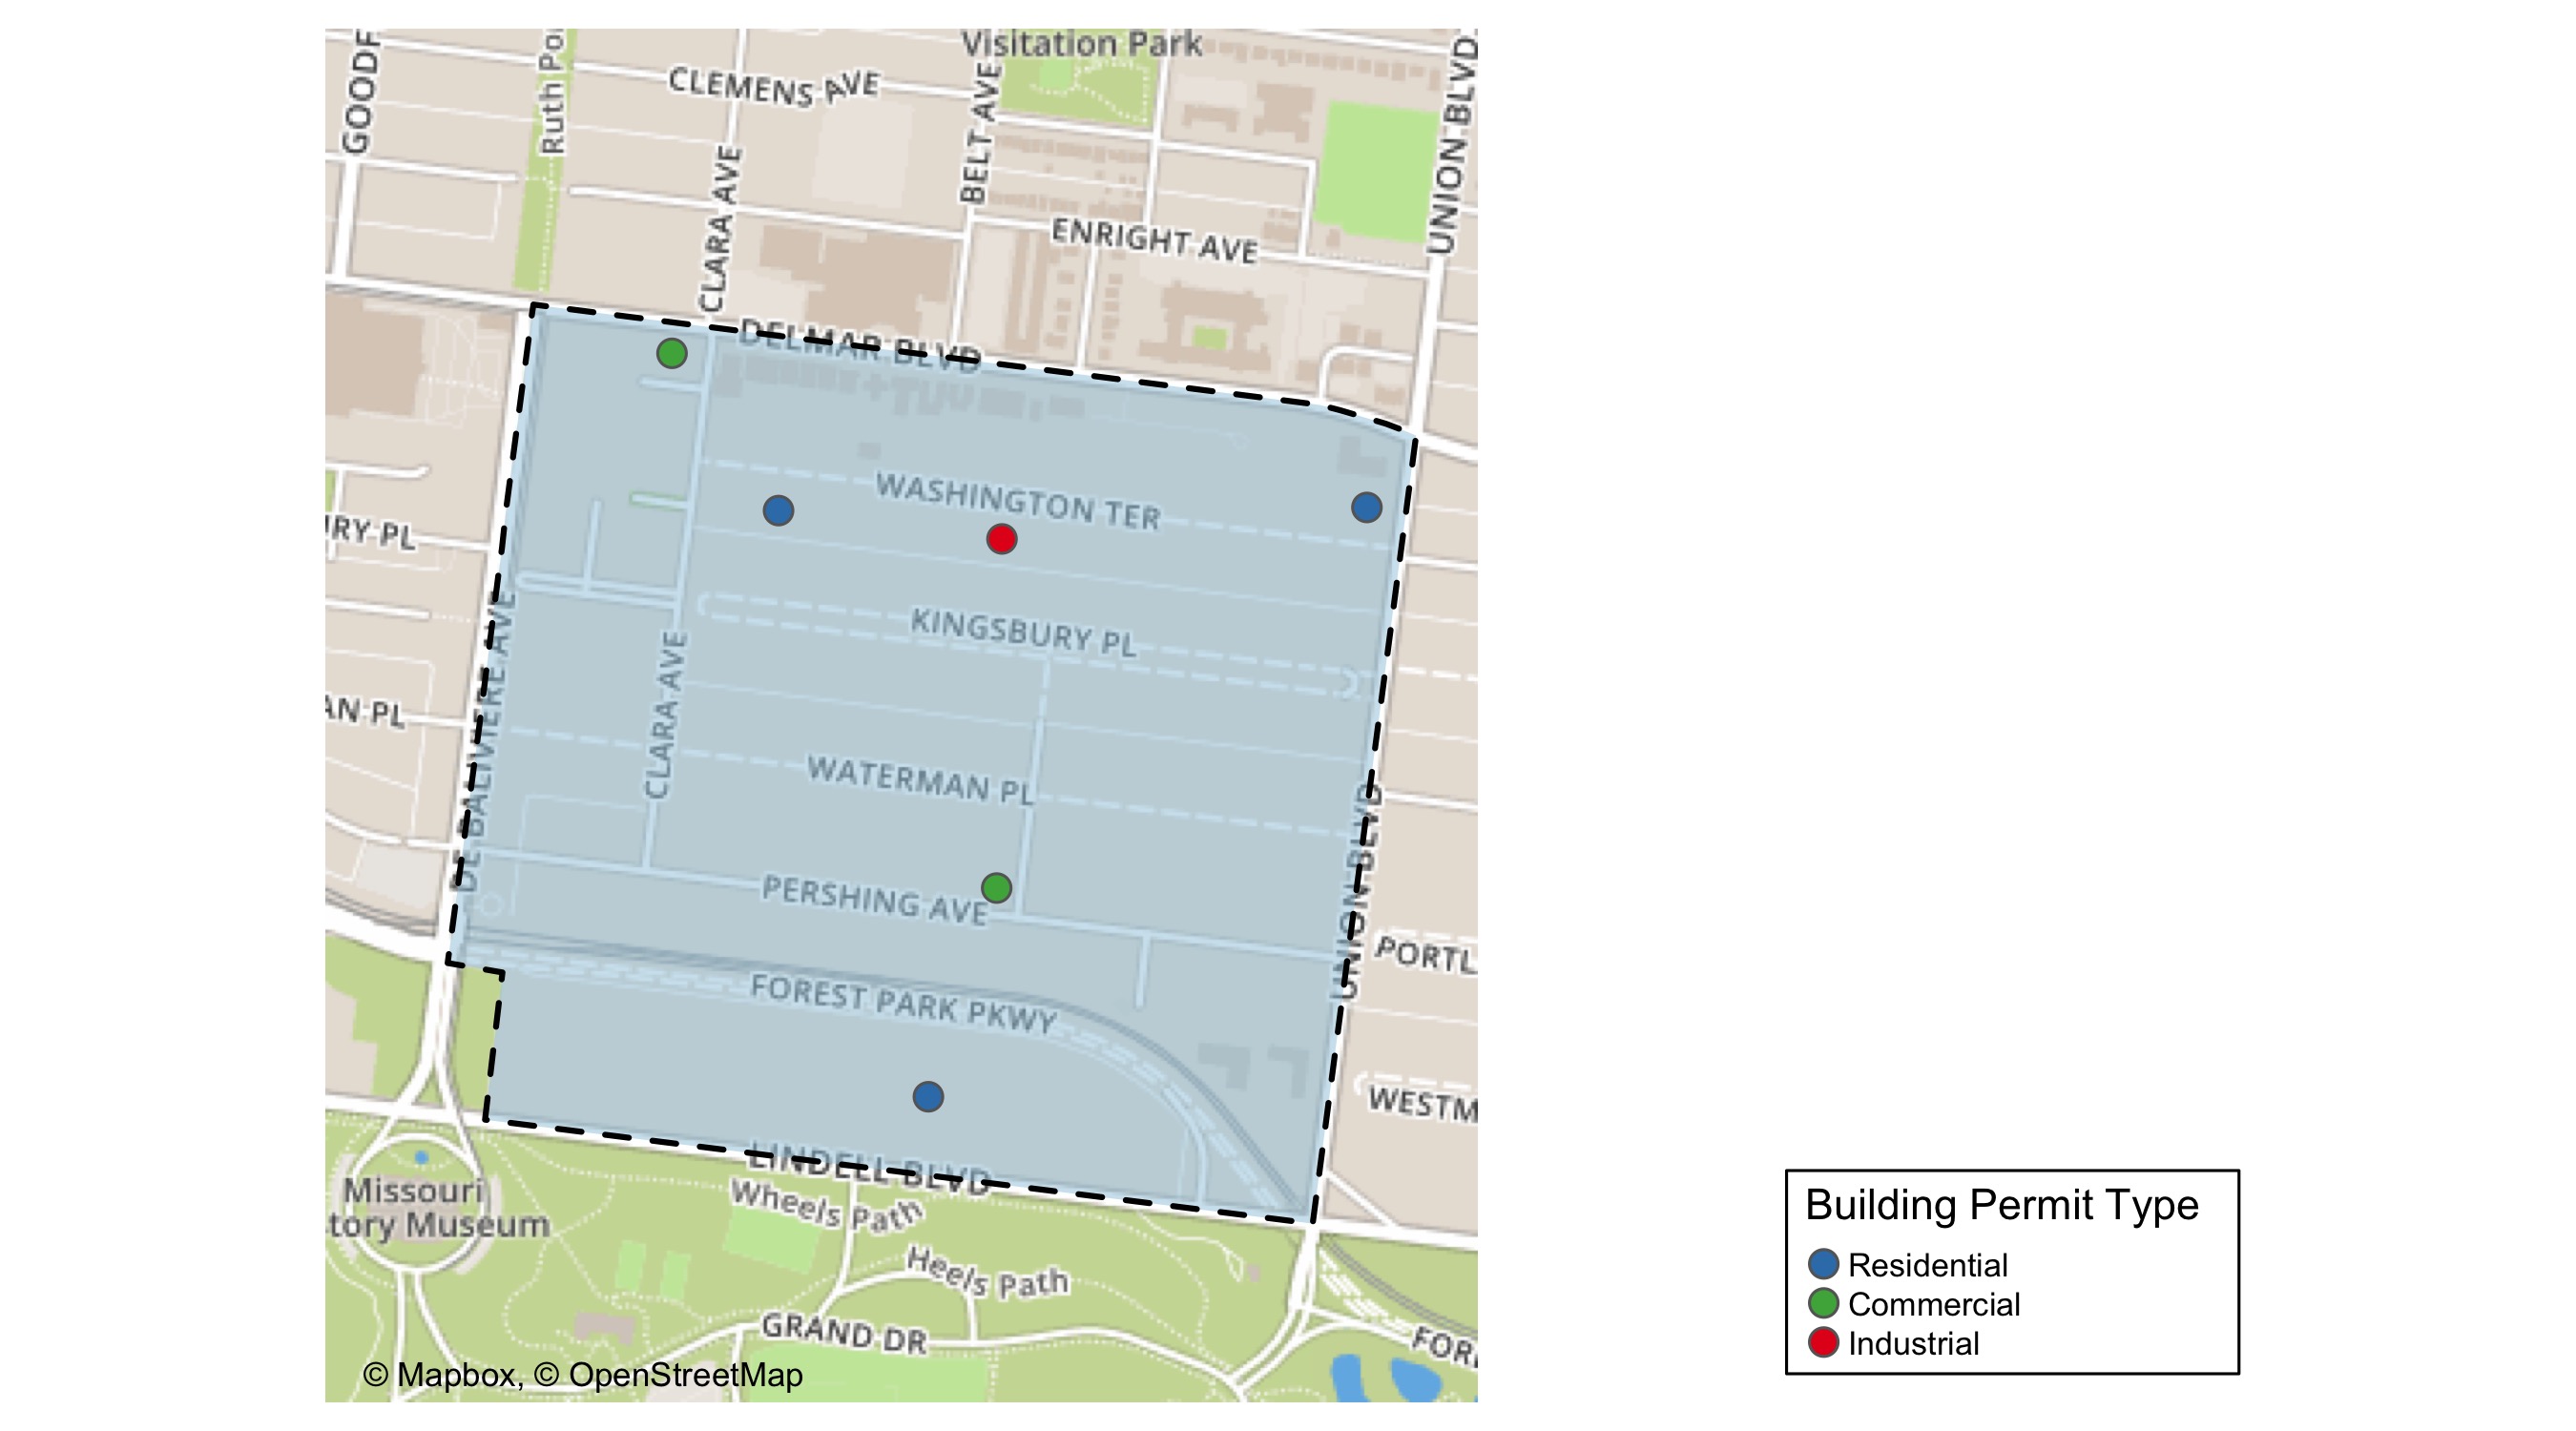 Visitation Park
GOODF
Ruth Po
CLEMENS AVE
BELT AVE
UNION BLVD
CLARA AVE
ENRIGHT AVE
DELMAR BLVD
WASHINGTON TER
URY PL
KINGSBURY PL
DE BALIVIERE AVE
CLARA AVE
AN PL
WATERMAN PL
UNION BLVD
PERSHING AVE
PORTL
FOREST PARK PKWY
WESTM
LINDELL BLVD
Wheels Path
Missouri
tory Museum
Heels Path
GRAND DR
FORE
© Mapbox, © OpenStreetMap
Building Permit Type
Residential
Commercial
Industrial